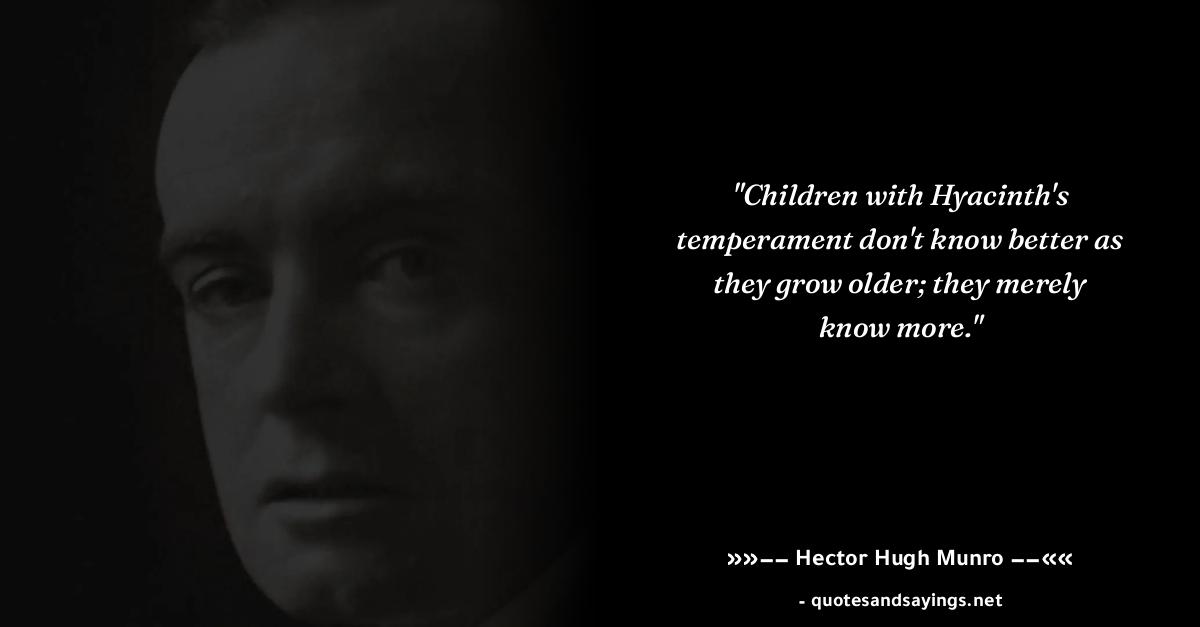 "Children with Hyacinth's
temperament don't know better as
they grow older; they merely
know more."
»»–– Hector Hugh Munro ––««
- quotesandsayings.net